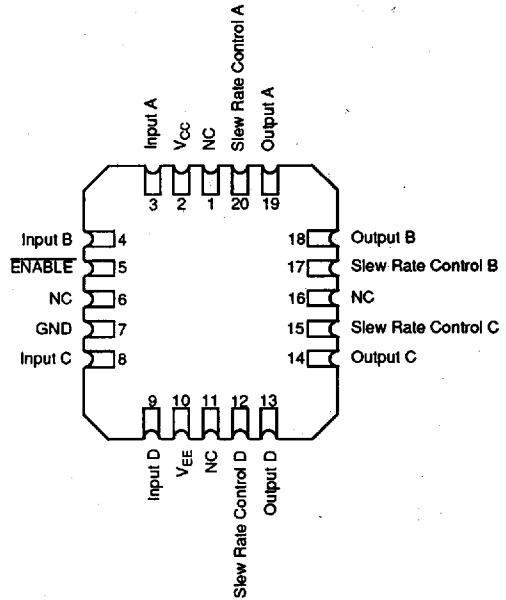 Input A
VCC
NC
Slew Rate Control A
Output A
3
2
1
20
19
Input B 4
ENABLE 5
NC 6
GND 7
Input C 8
18 Output B
17 Slew Rate Control B
16 NC
15 Slew Rate Control C
14 Output C
9
10
11
12
13
Input D
VEE
NC
Slew Rate Control D
Output D